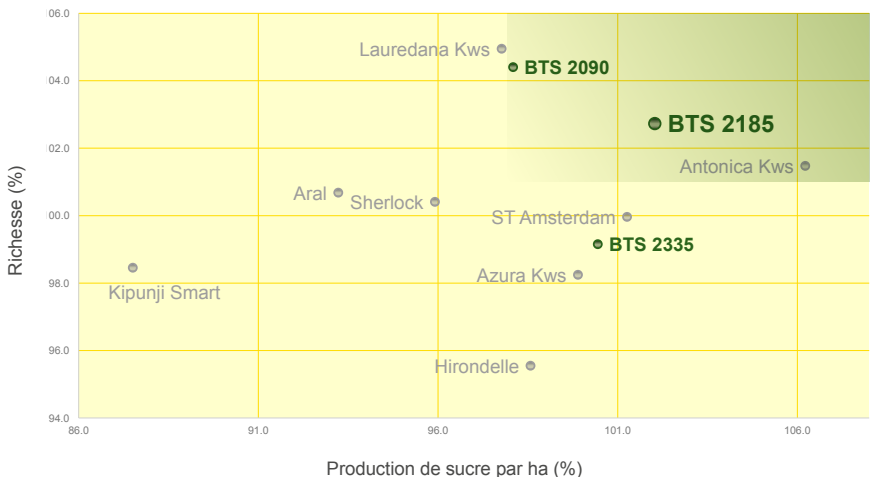 06.0
Lauredana Kws
BTS 2090
04.0
BTS 2185
02.0
Antonica Kws
Aral
Sherlock
00.0
ST Amsterdam
BTS 2335
98.0
Azura Kws
Kipunji Smart
96.0
Hirondelle
94.0
86.0 91.0 96.0 101.0 106.0
Richesse (%)
Production de sucre par ha (%)